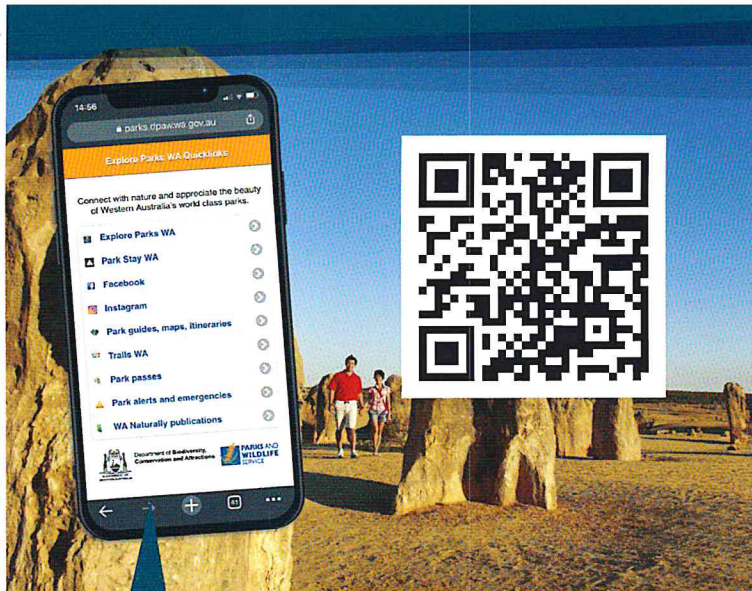 14:56
parks.dpaw.wa.gov.au
Explore Parks WA Quicklinks
Connect with nature and appreciate the beauty
of Western Australia's world class parks.
Explore Parks WA
Park Stay WA
Facebook
Instagram
Park guides, maps, itineraries
Trails WA
Park passes
Park alerts and emergencies
WA Naturally publications
Department of Biodiversity,
Conservation and Attractions
PARKS AND
WILDLIFE
SERVICE